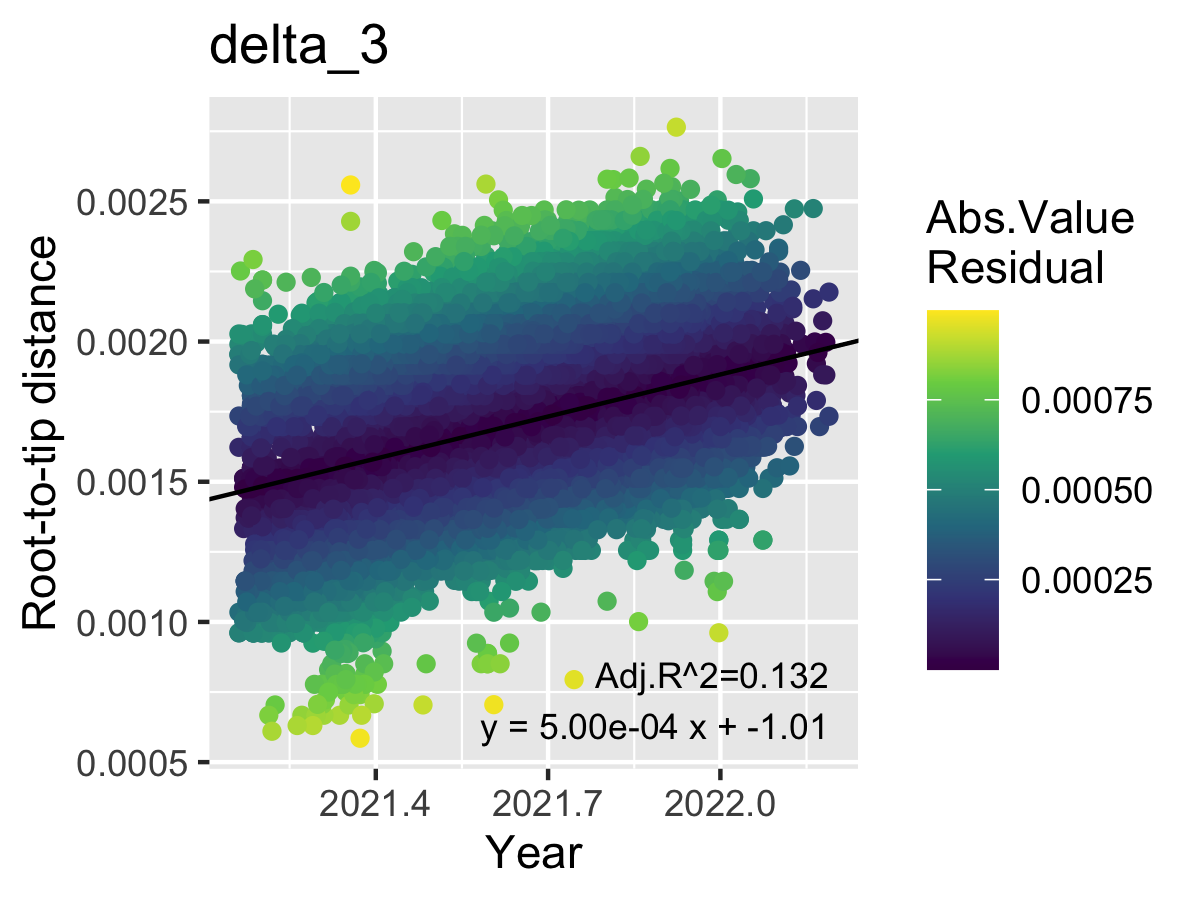 delta_3
Root-to-tip distance
0.0025
0.0020
0.0015
0.0010
0.0005
Adj.R^2=0.132
y = 5.00e-04 x + -1.01
2021.4 2021.7 2022.0
Year
Abs.Value
Residual
0.00075
0.00050
0.00025